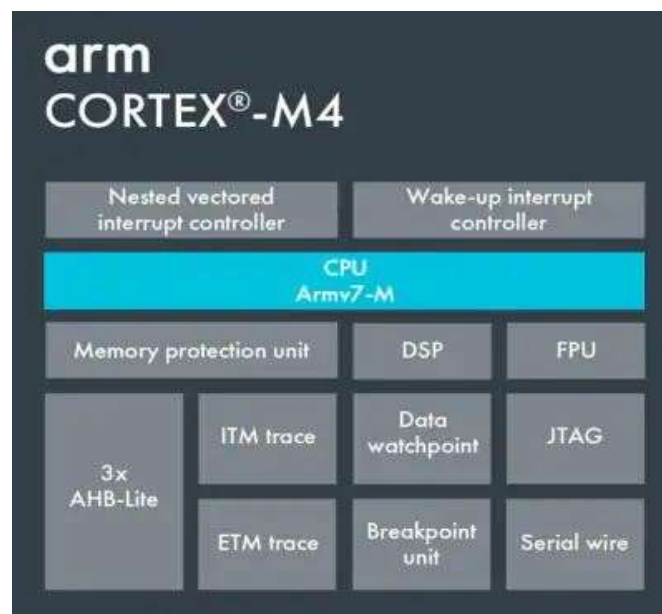 arm
CORTEX®-M4
Nested vectored
interrupt controller
Wake-up interrupt
controller
CPU
Armv7-M
Memory protection unit
DSP
FPU
3x
AHB-Lite
ITM trace
Data
watchpoint
JTAG
ETM trace
Breakpoint
unit
Serial wire